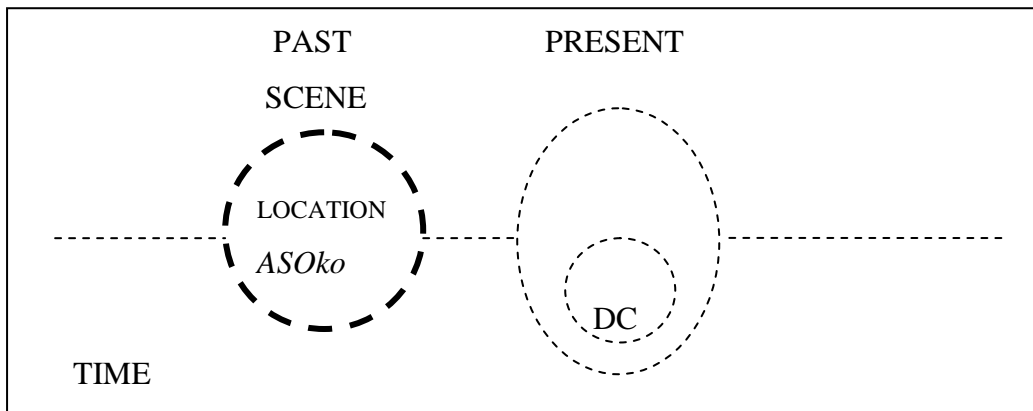 PAST PRESENT
SCENE
LOCATION
ASOko
DC
TIME